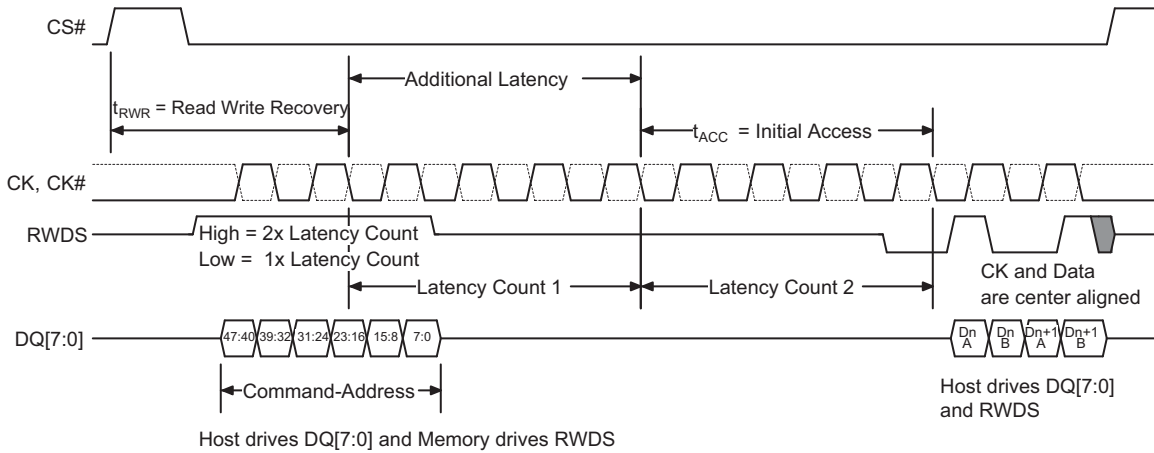 CS#
Additional Latency
tRWR = Read Write Recovery
tACC = Initial Access
CK, CK#
RWDS
High = 2x Latency Count
Low = 1x Latency Count
CK and Data
are center aligned
Latency Count 1
Latency Count 2
DQ[7:0]
47:40 39:32 31:24 23:16 15:8 7:0
Dn A
Dn B
Dn+1 A
Dn+1 B
Command-Address
Host drives DQ[7:0]
and RWDS
Host drives DQ[7:0] and Memory drives RWDS